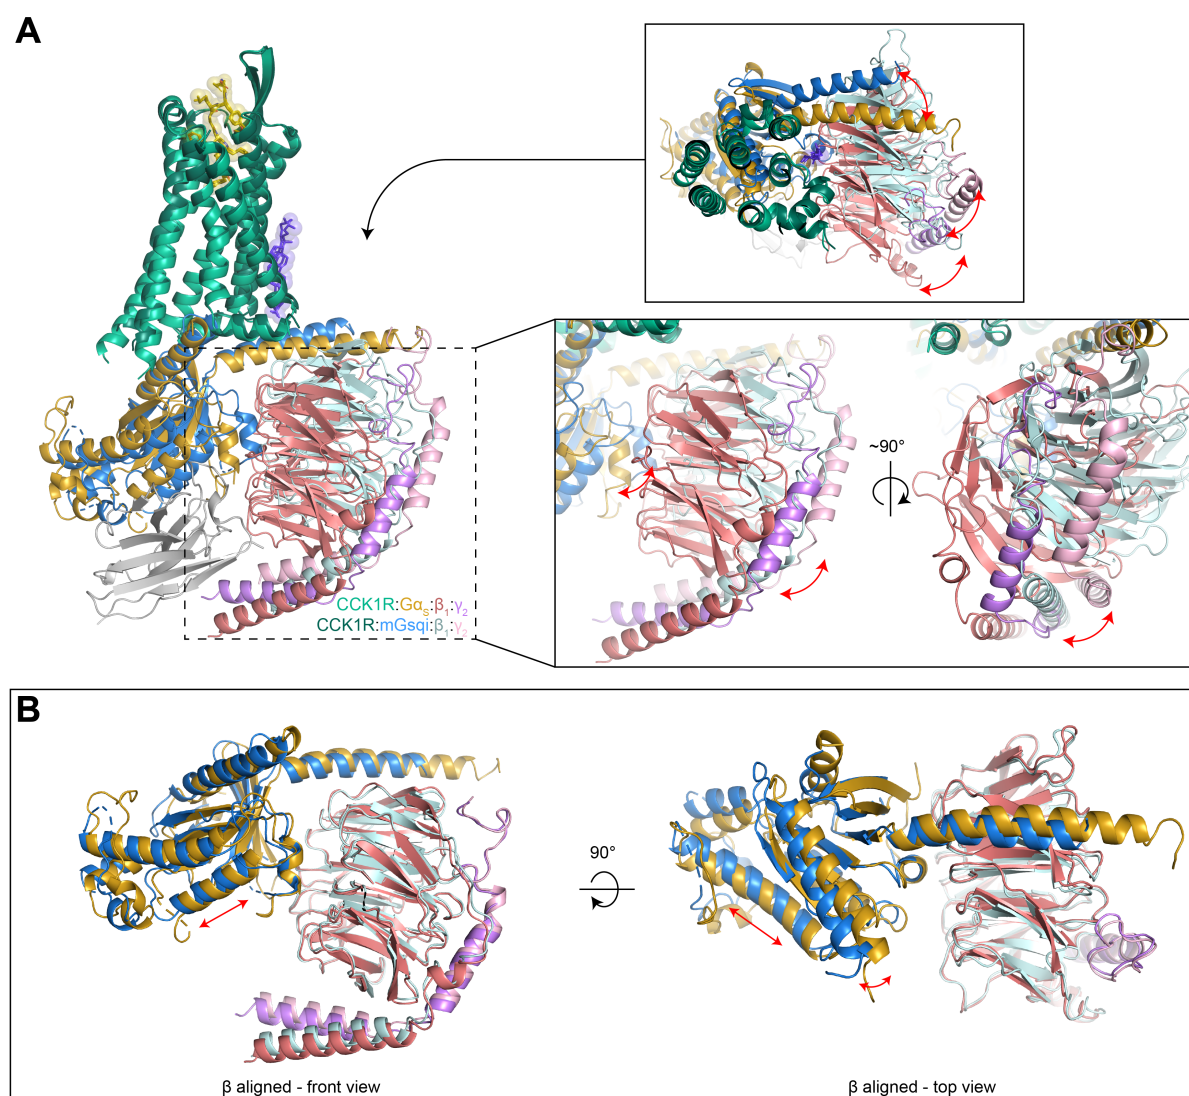 A
~90°
CCK1R:Gαs:β1:γ2
CCK1R:mGsqi:β1:γ2
B
90°
β aligned - front view
β aligned - top view